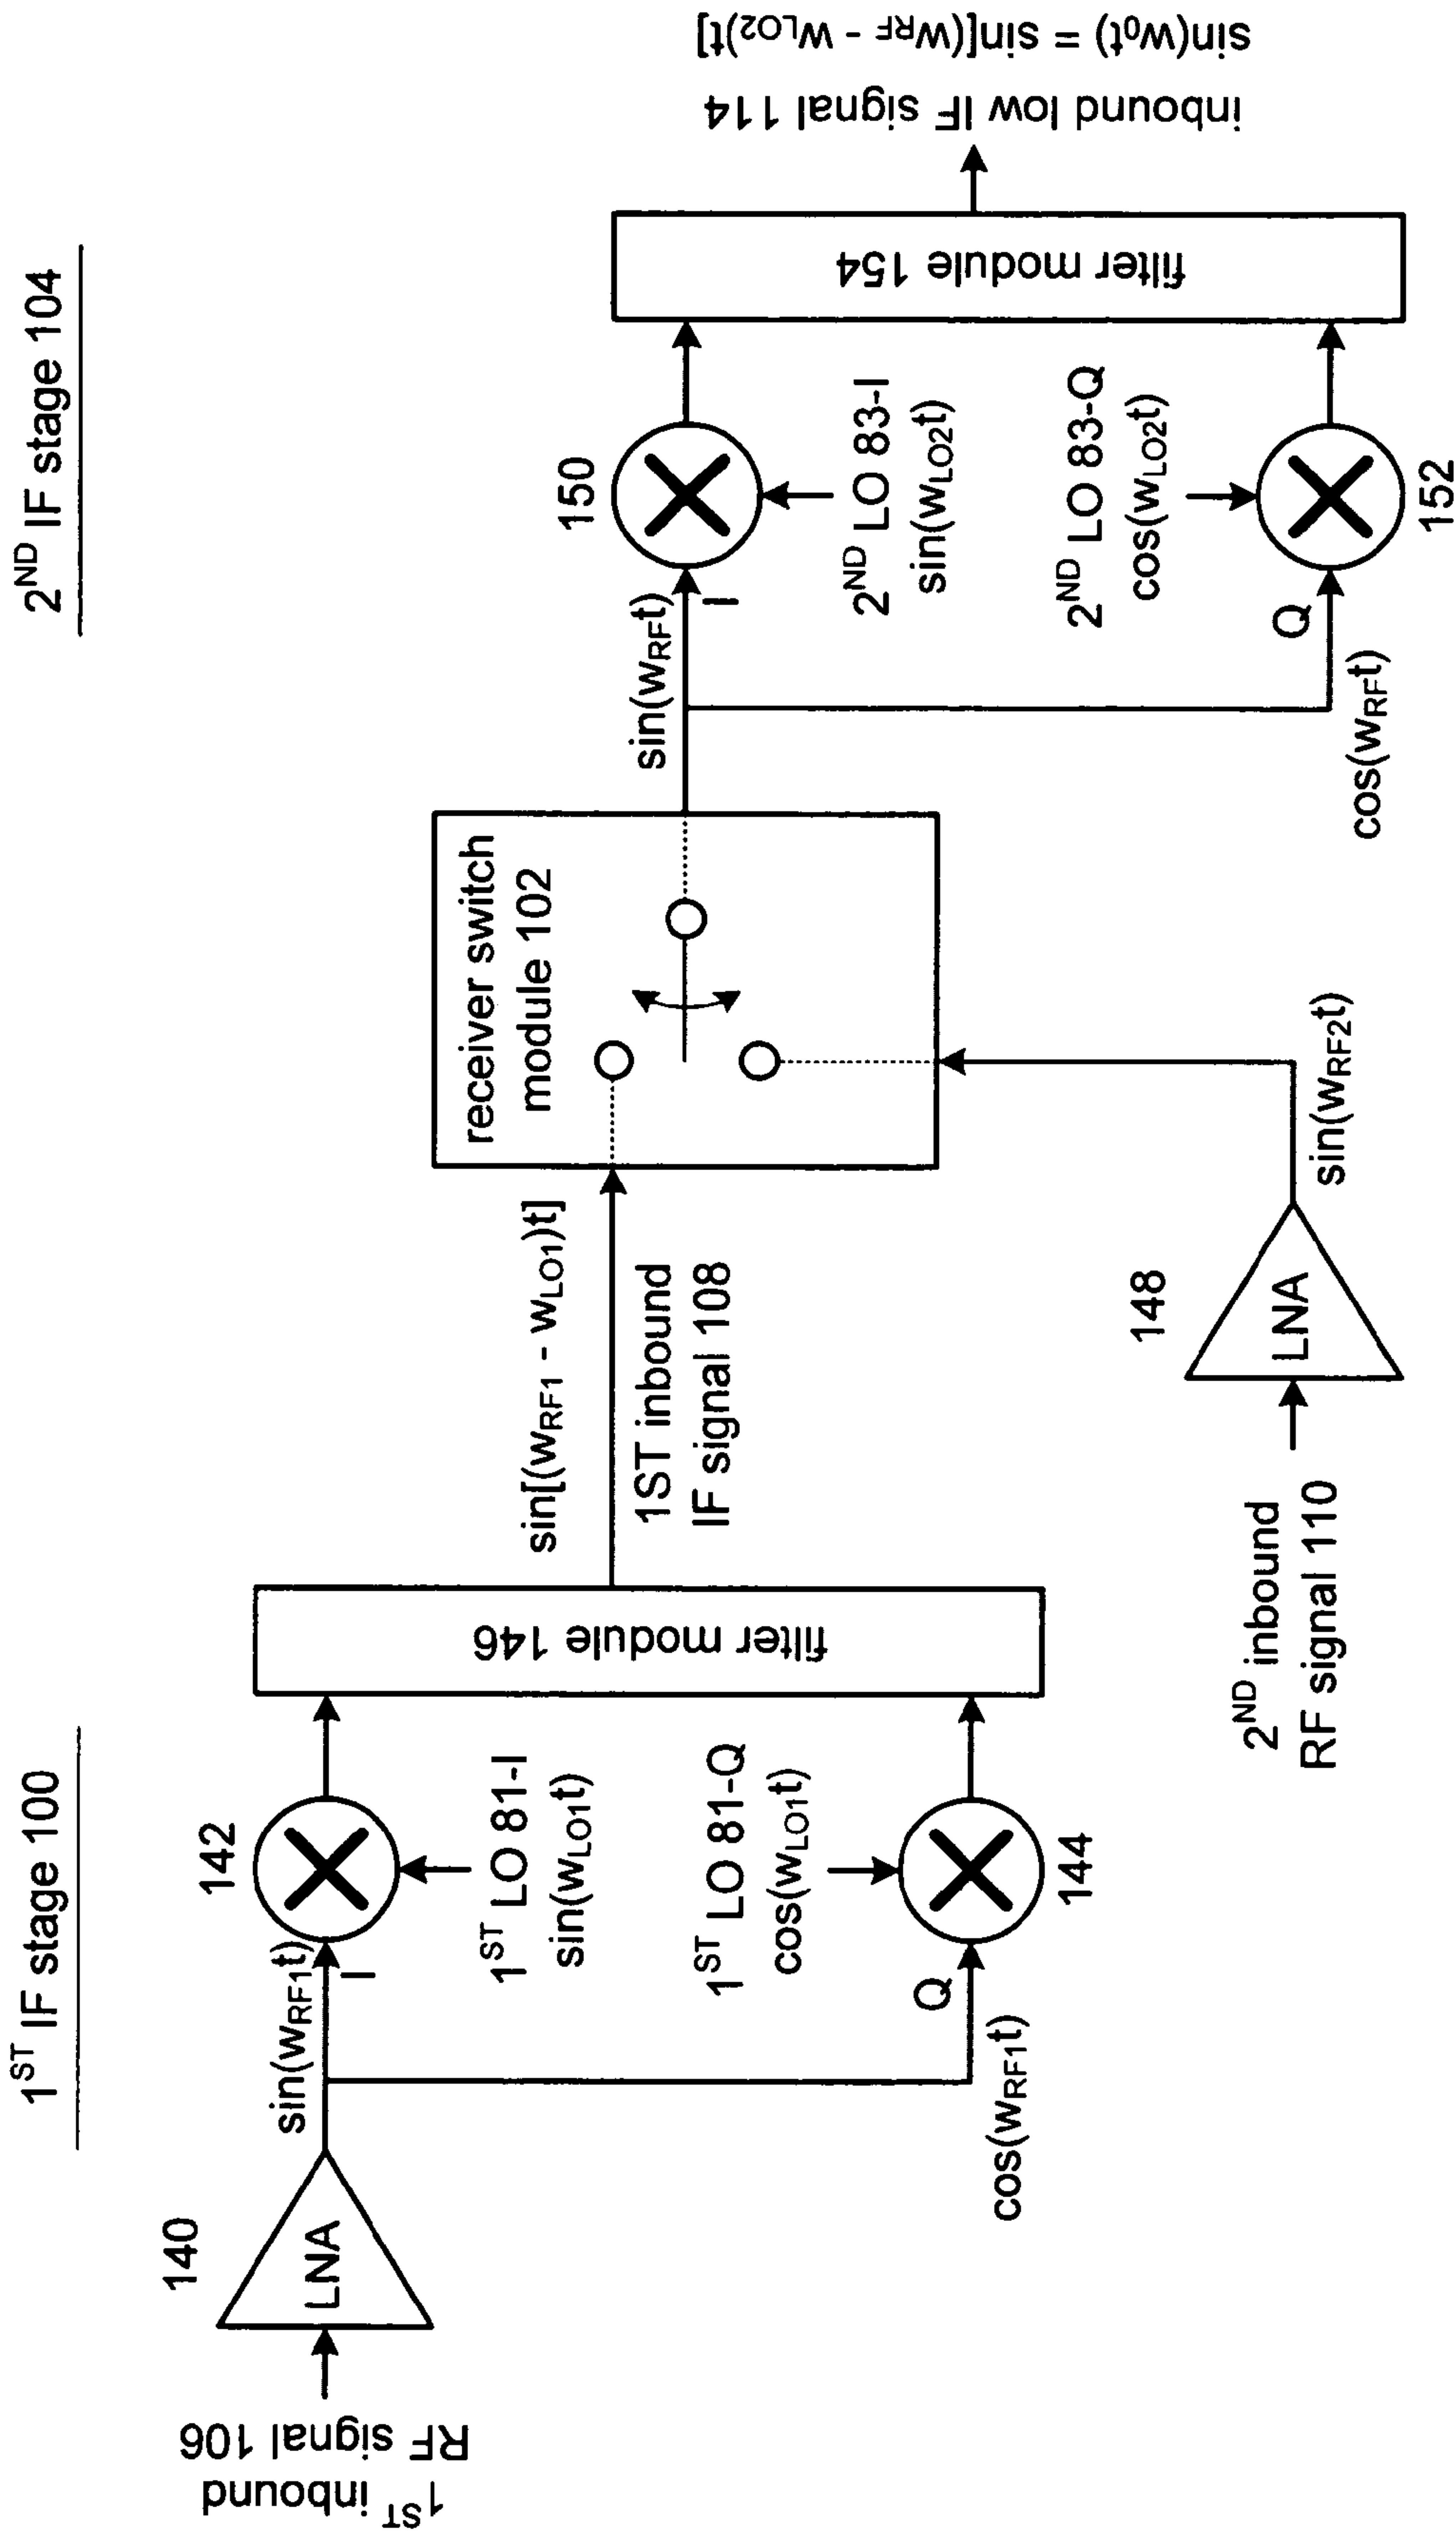 1ST IF stage 100
2ND IF stage 104
1ST inbound
RF signal 106
140
LNA
sin(wRF1t)
I
142
1ST LO 81-I
sin(wLO1t)
1ST LO 81-Q
cos(wLO1t)
Q
cos(wRF1t)
144
filter module 146
sin[(wRF1 - wLO1)t]
1ST inbound
IF signal 108
receiver switch
module 102
2ND inbound
RF signal 110
148
LNA
sin(wRF2t)
sin(wRFt)
I
150
2ND LO 83-I
sin(wLO2t)
2ND LO 83-Q
cos(wLO2t)
Q
cos(wRFt)
152
filter module 154
inbound low IF signal 114
sin(w0t) = sin[(wRF - wLO2)t]